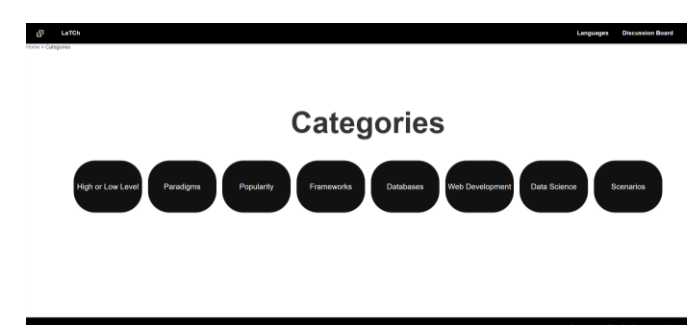 LeTCh Languages Discussion Board
Home > Categories
Categories
High or Low Level Paradigms Popularity Frameworks Databases Web Development Data Science Scenarios